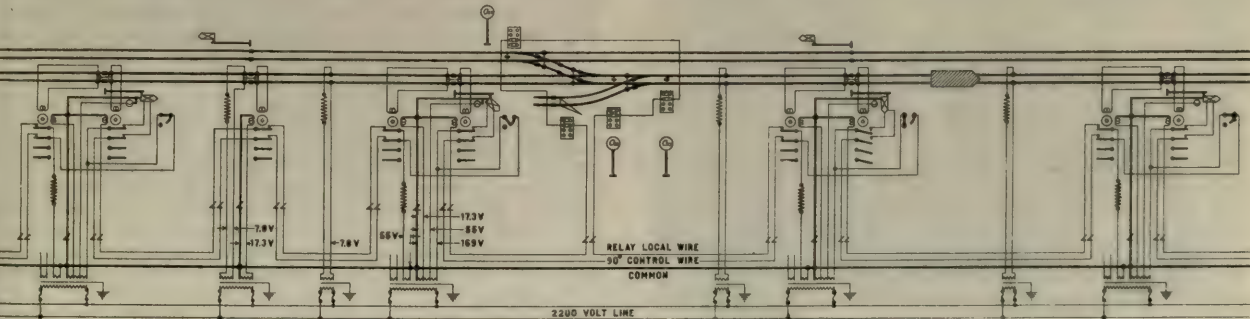 7.8V
17.3V
7.8V
17.3V
55V
55V
169V
RELAY LOCAL WIRE
90° CONTROL WIRE
COMMON
2200 VOLT LINE